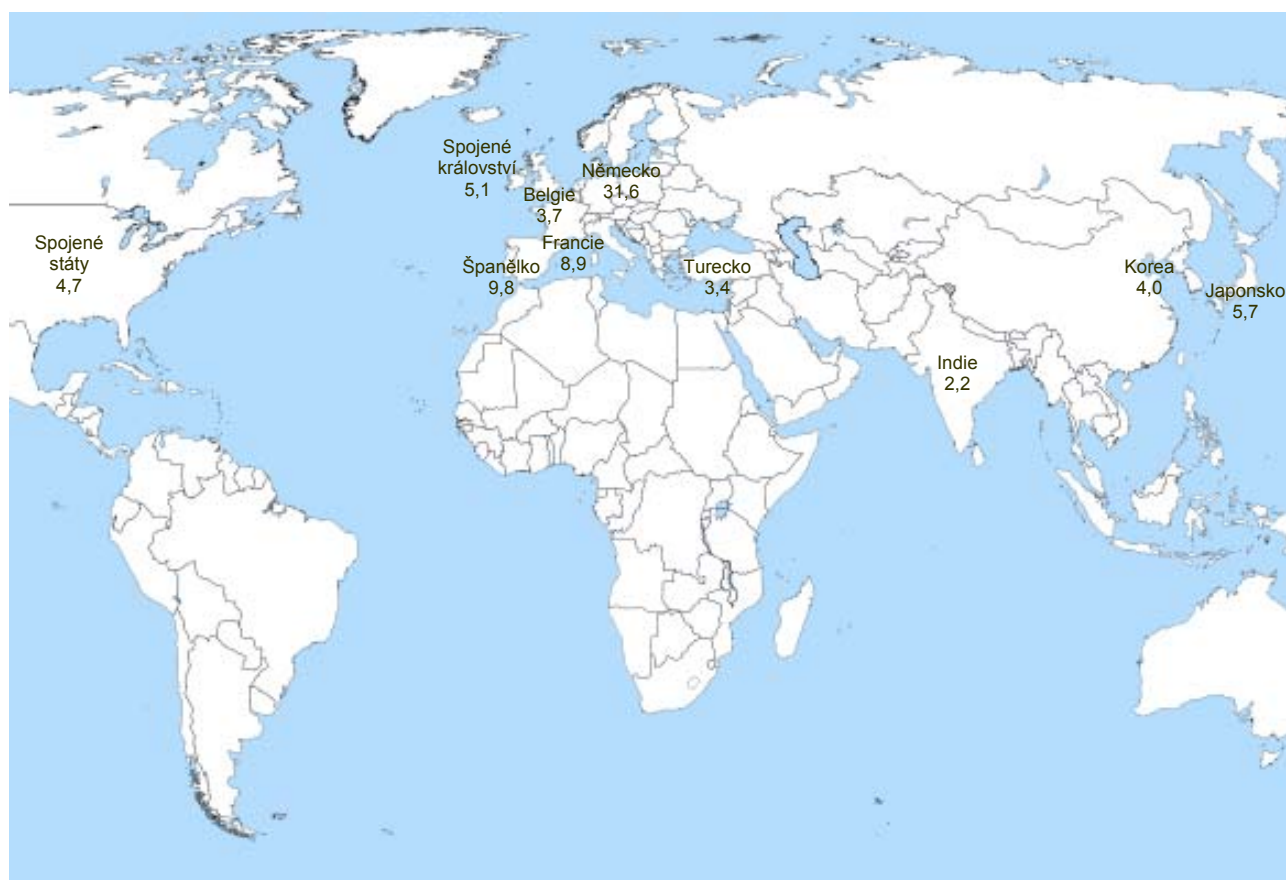 Spojené
království
5,1
Německo
31,6
Belgie
3,7
Spojené
státy
4,7
Francie
8,9
Španělko
9,8
Turecko
3,4
Korea
4,0
Japonsko
5,7
Indie
2,2